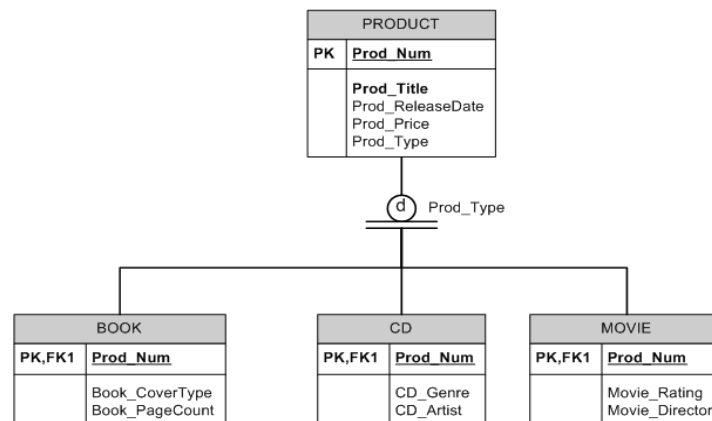 PRODUCT
PK Prod_Num
Prod_Title
Prod_ReleaseDate
Prod_Price
Prod_Type
d Prod_Type
BOOK
PK,FK1 Prod_Num
Book_CoverType
Book_PageCount
CD
PK,FK1 Prod_Num
CD_Genre
CD_Artist
MOVIE
PK,FK1 Prod_Num
Movie_Rating
Movie_Director